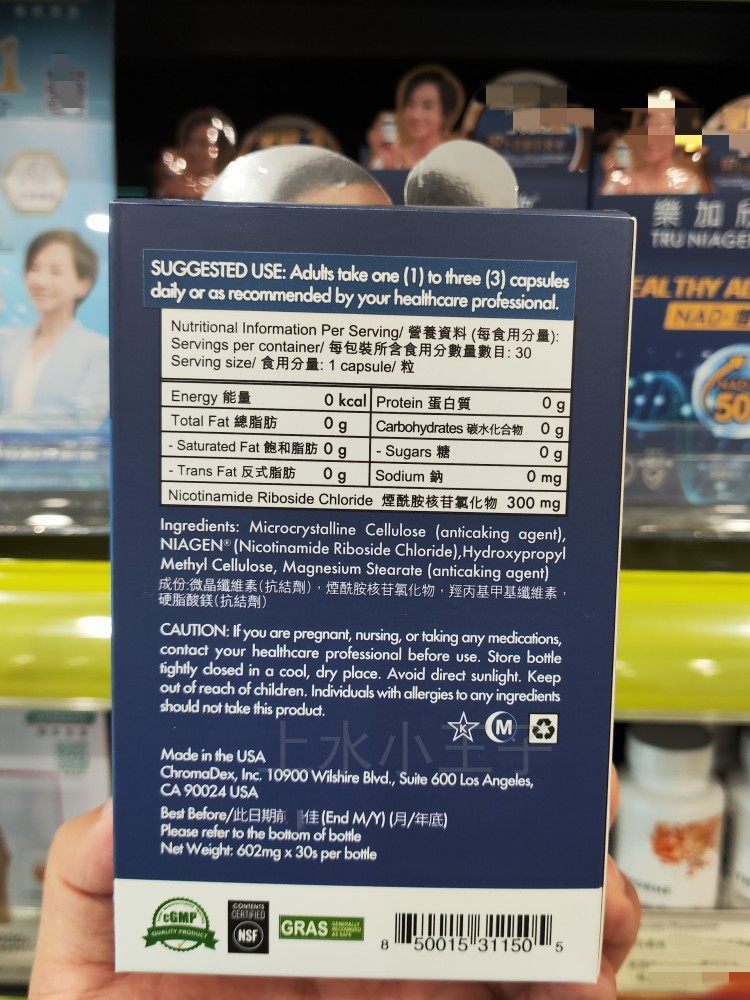 樂加
TRU NIAGE
EALTHY A
NAD+
50
SUGGESTED USE: Adults take one (1) to three (3) capsules
daily or as recommended by your healthcare professional.
Nutritional Information Per Serving/ 營養資料 (每食用分量):
Servings per container/ 每包裝所含食用分數量數目: 30
Serving size/ 食用分量: 1 capsule/ 粒
Energy 能量 0 kcal Protein 蛋白質 0 g
Total Fat 總脂肪 0 g Carbohydrates 碳水化合物 0 g
- Saturated Fat 飽和脂肪 0 g - Sugars 糖 0 g
- Trans Fat 反式脂肪 0 g Sodium 鈉 0 mg
Nicotinamide Riboside Chloride 煙酰胺核苷氯化物 300 mg
Ingredients: Microcrystalline Cellulose (anticaking agent),
NIAGEN® (Nicotinamide Riboside Chloride),Hydroxypropyl
Methyl Cellulose, Magnesium Stearate (anticaking agent)
成份:微晶纖維素(抗結劑)，煙酰胺核苷氯化物，羥丙基甲基纖維素，
硬脂酸鎂(抗結劑)
CAUTION: If you are pregnant, nursing, or taking any medications,
contact your healthcare professional before use. Store bottle
tightly closed in a cool, dry place. Avoid direct sunlight. Keep
out of reach of children. Individuals with allergies to any ingredients
should not take this product.
K M
上水小王子
Made in the USA
ChromaDex, Inc. 10900 Wilshire Blvd., Suite 600 Los Angeles,
CA 90024 USA
Best Before/此日期前 佳 (End M/Y) (月/年底)
Please refer to the bottom of bottle
Net Weight: 602mg x 30s per bottle
cGMP
QUALITY PRODUCT
CONTENTS
CERTIFIED
NSF
GRAS GENERALLY
RECOGNIZED
AS SAFE
8 50015 31150 5